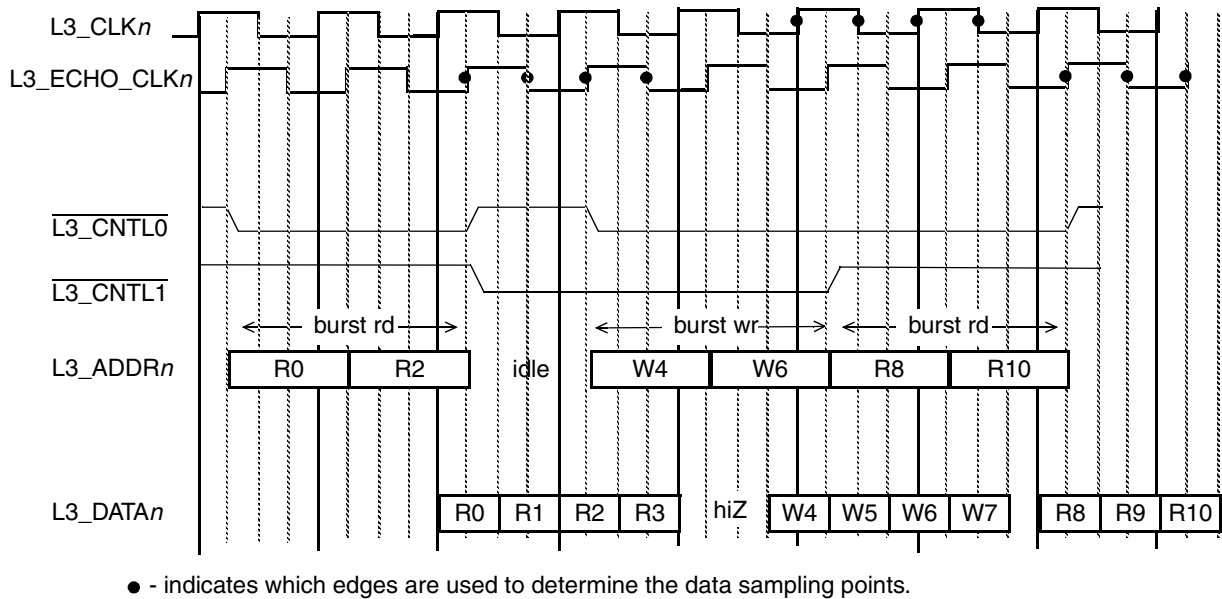 L3_CLKn
L3_ECHO_CLKn
L3_CNTL0
L3_CNTL1
burst rd burst wr burst rd
L3_ADDRn R0 R2 idle W4 W6 R8 R10
L3_DATAn R0 R1 R2 R3 hiZ W4 W5 W6 W7 R8 R9 R10
● - indicates which edges are used to determine the data sampling points.